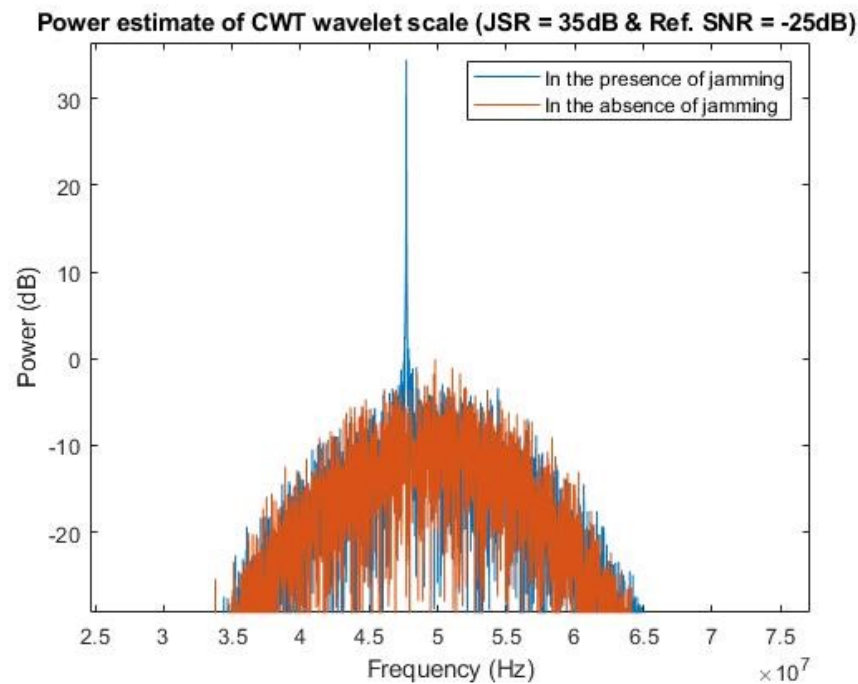 Power estimate of CWT wavelet scale (JSR = 35dB & Ref. SNR = -25dB)
In the presence of jamming
In the absence of jamming
30
20
10
0
-10
-20
Power (dB)
2.5 3 3.5 4 4.5 5 5.5 6 6.5 7 7.5
Frequency (Hz)
× 10⁷